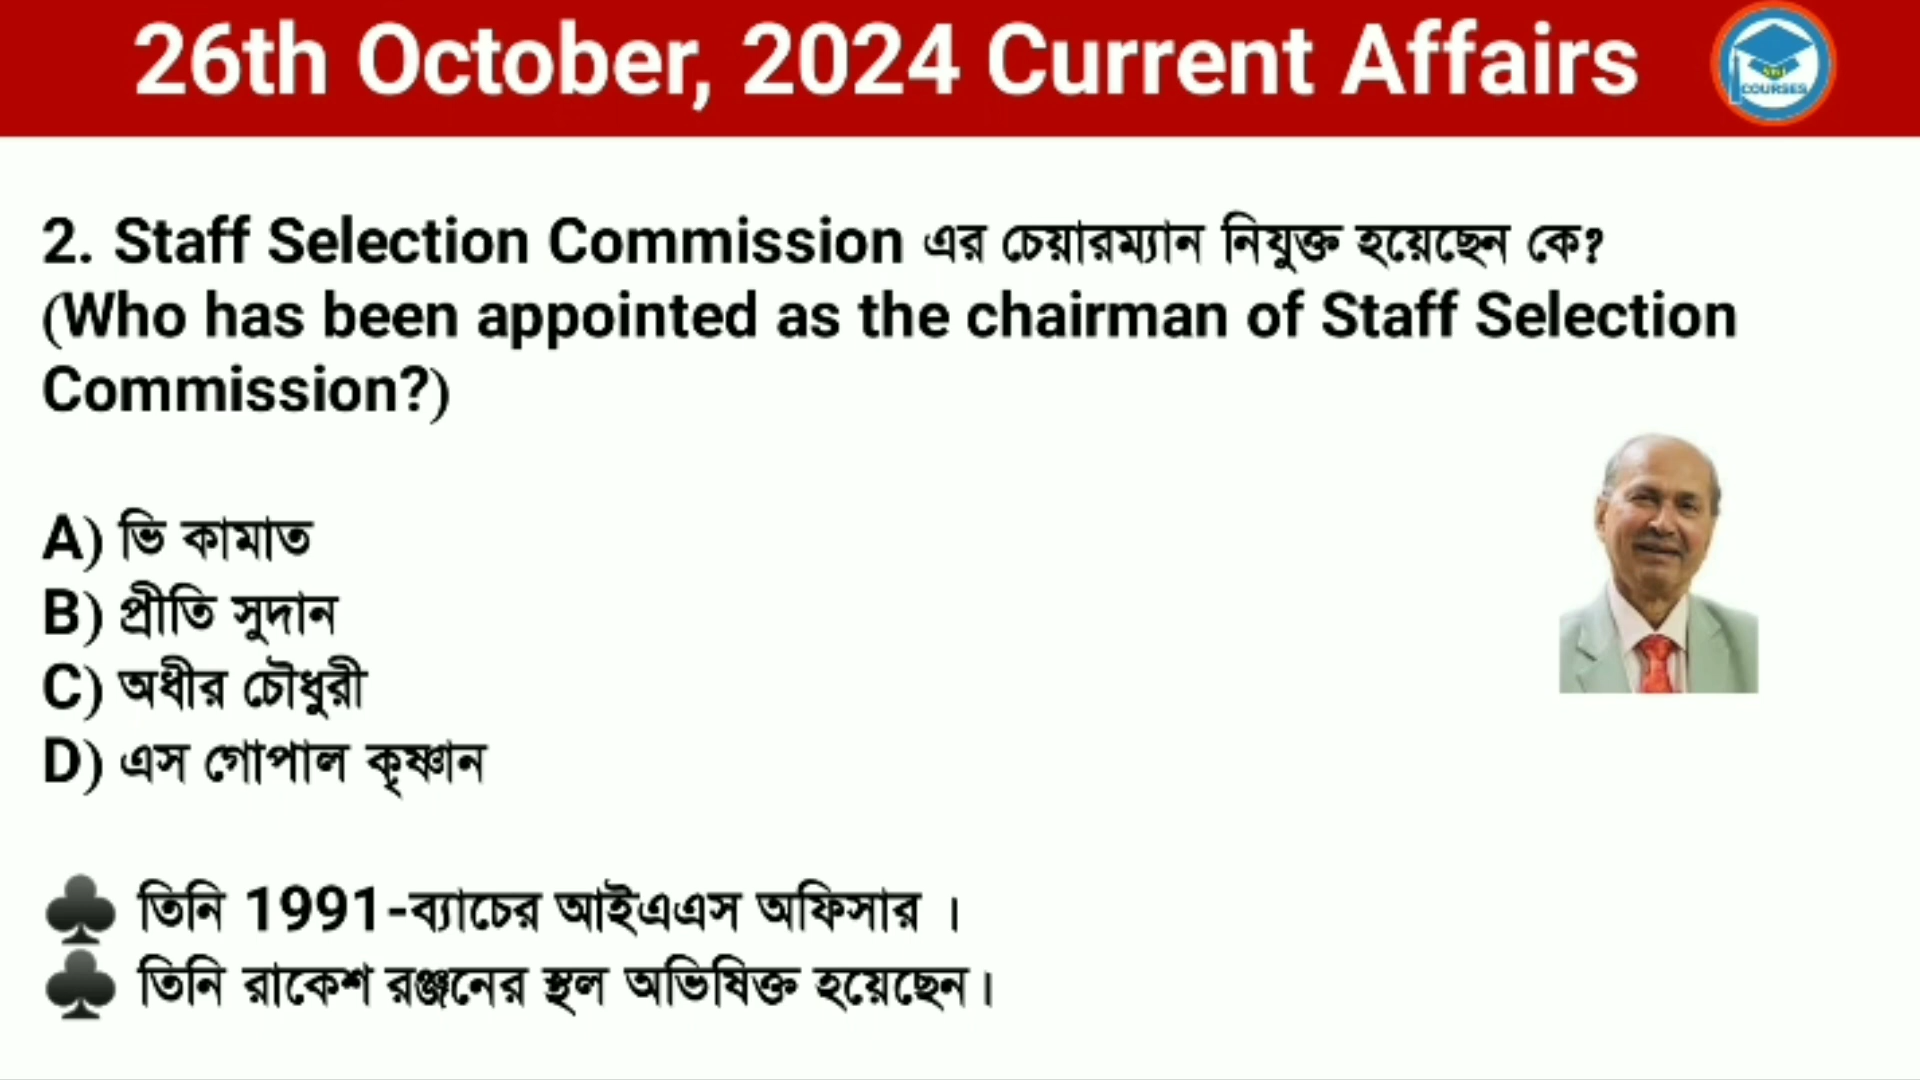 26th October, 2024 Current Affairs
COURSES
2. Staff Selection Commission এর চেয়ারম্যান নিযুক্ত হয়েছেন কে?
(Who has been appointed as the chairman of Staff Selection
Commission?)
A) ভি কামাত
B) প্রীতি সুদান
C) অধীর চৌধুরী
D) এস গোপাল কৃষ্ণান
♣ তিনি 1991-ব্যাচের আইএএস অফিসার ।
♣ তিনি রাকেশ রঞ্জনের স্থল অভিষিক্ত হয়েছেন।